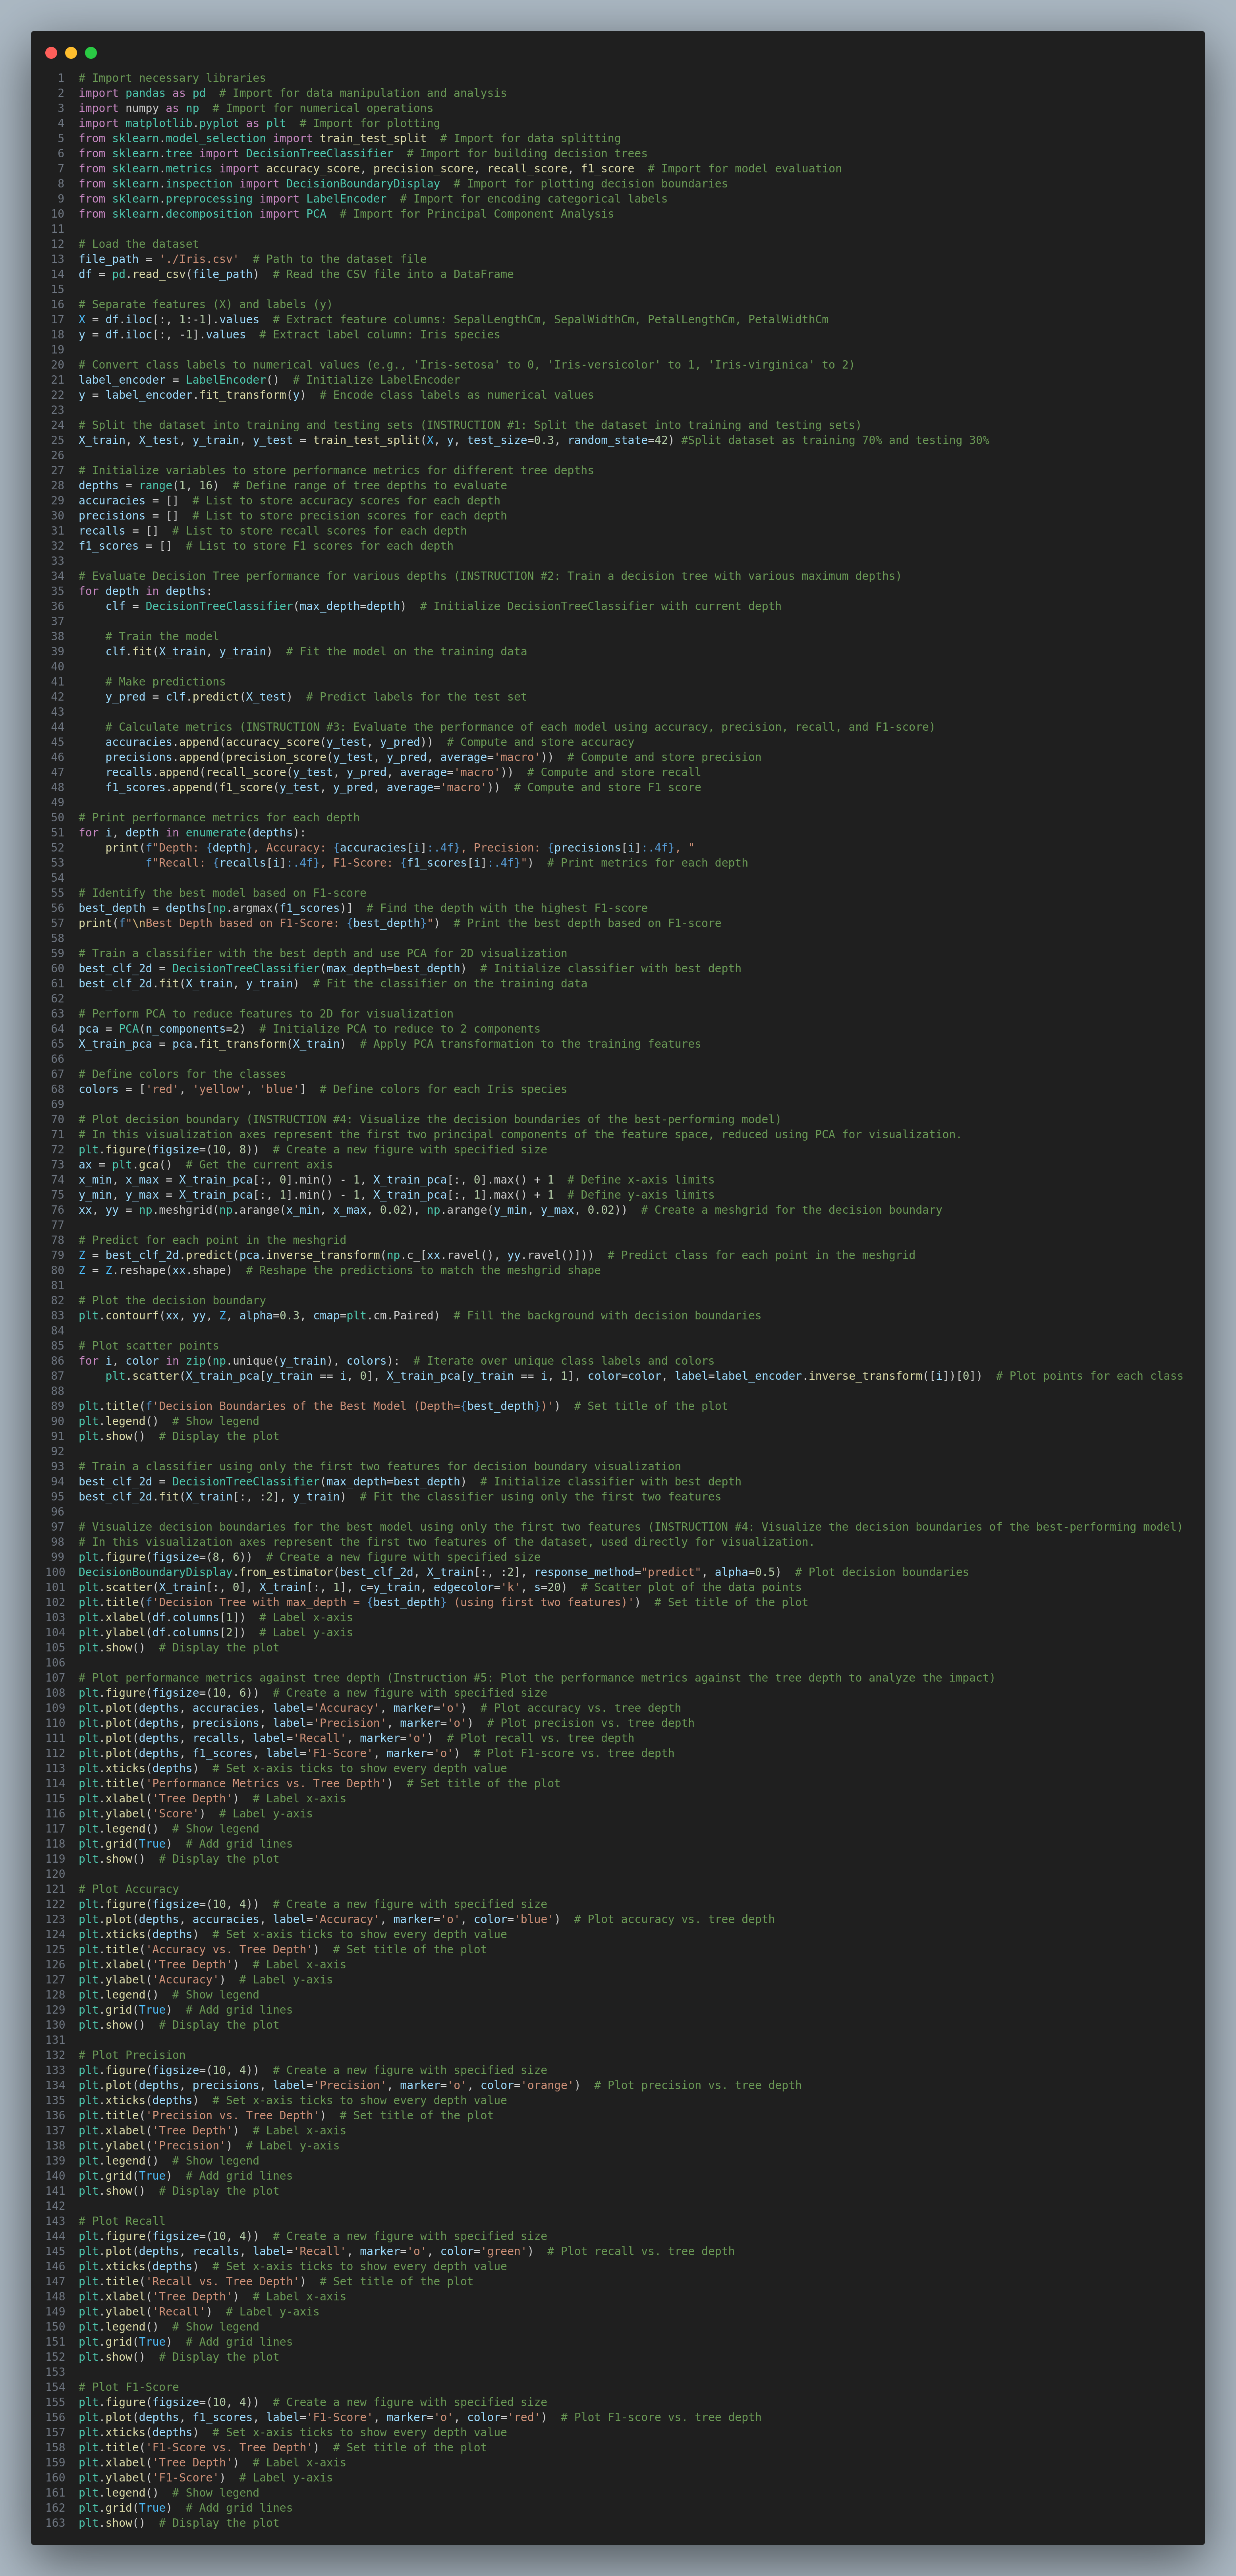 1 # Import necessary libraries
2 import pandas as pd  # Import for data manipulation and analysis
3 import numpy as np  # Import for numerical operations
4 import matplotlib.pyplot as plt  # Import for plotting
5 from sklearn.model_selection import train_test_split  # Import for data splitting
6 from sklearn.tree import DecisionTreeClassifier  # Import for building decision trees
7 from sklearn.metrics import accuracy_score, precision_score, recall_score, f1_score  # Import for model evaluation
8 from sklearn.inspection import DecisionBoundaryDisplay  # Import for plotting decision boundaries
9 from sklearn.preprocessing import LabelEncoder  # Import for encoding categorical labels
10 from sklearn.decomposition import PCA  # Import for Principal Component Analysis
11
12 # Load the dataset
13 file_path = './Iris.csv'  # Path to the dataset file
14 df = pd.read_csv(file_path)  # Read the CSV file into a DataFrame
15
16 # Separate features (X) and labels (y)
17 X = df.iloc[:, 1:-1].values  # Extract feature columns: SepalLengthCm, SepalWidthCm, PetalLengthCm, PetalWidthCm
18 y = df.iloc[:, -1].values  # Extract label column: Iris species
19
20 # Convert class labels to numerical values (e.g., 'Iris-setosa' to 0, 'Iris-versicolor' to 1, 'Iris-virginica' to 2)
21 label_encoder = LabelEncoder()  # Initialize LabelEncoder
22 y = label_encoder.fit_transform(y)  # Encode class labels as numerical values
23
24 # Split the dataset into training and testing sets (INSTRUCTION #1: Split the dataset into training and testing sets)
25 X_train, X_test, y_train, y_test = train_test_split(X, y, test_size=0.3, random_state=42) #Split dataset as training 70% and testing 30%
26
27 # Initialize variables to store performance metrics for different tree depths
28 depths = range(1, 16)  # Define range of tree depths to evaluate
29 accuracies = []  # List to store accuracy scores for each depth
30 precisions = []  # List to store precision scores for each depth
31 recalls = []  # List to store recall scores for each depth
32 f1_scores = []  # List to store F1 scores for each depth
33
34 # Evaluate Decision Tree performance for various depths (INSTRUCTION #2: Train a decision tree with various maximum depths)
35 for depth in depths:
36     clf = DecisionTreeClassifier(max_depth=depth)  # Initialize DecisionTreeClassifier with current depth
37
38     # Train the model
39     clf.fit(X_train, y_train)  # Fit the model on the training data
40
41     # Make predictions
42     y_pred = clf.predict(X_test)  # Predict labels for the test set
43
44     # Calculate metrics (INSTRUCTION #3: Evaluate the performance of each model using accuracy, precision, recall, and F1-score)
45     accuracies.append(accuracy_score(y_test, y_pred))  # Compute and store accuracy
46     precisions.append(precision_score(y_test, y_pred, average='macro'))  # Compute and store precision
47     recalls.append(recall_score(y_test, y_pred, average='macro'))  # Compute and store recall
48     f1_scores.append(f1_score(y_test, y_pred, average='macro'))  # Compute and store F1 score
49
50 # Print performance metrics for each depth
51 for i, depth in enumerate(depths):
52     print(f"Depth: {depth}, Accuracy: {accuracies[i]:.4f}, Precision: {precisions[i]:.4f}, "
53           f"Recall: {recalls[i]:.4f}, F1-Score: {f1_scores[i]:.4f}")  # Print metrics for each depth
54
55 # Identify the best model based on F1-score
56 best_depth = depths[np.argmax(f1_scores)]  # Find the depth with the highest F1-score
57 print(f"\nBest Depth based on F1-Score: {best_depth}")  # Print the best depth based on F1-score
58
59 # Train a classifier with the best depth and use PCA for 2D visualization
60 best_clf_2d = DecisionTreeClassifier(max_depth=best_depth)  # Initialize classifier with best depth
61 best_clf_2d.fit(X_train, y_train)  # Fit the classifier on the training data
62
63 # Perform PCA to reduce features to 2D for visualization
64 pca = PCA(n_components=2)  # Initialize PCA to reduce to 2 components
65 X_train_pca = pca.fit_transform(X_train)  # Apply PCA transformation to the training features
66
67 # Define colors for the classes
68 colors = ['red', 'yellow', 'blue']  # Define colors for each Iris species
69
70 # Plot decision boundary (INSTRUCTION #4: Visualize the decision boundaries of the best-performing model)
71 # In this visualization axes represent the first two principal components of the feature space, reduced using PCA for visualization.
72 plt.figure(figsize=(10, 8))  # Create a new figure with specified size
73 ax = plt.gca()  # Get the current axis
74 x_min, x_max = X_train_pca[:, 0].min() - 1, X_train_pca[:, 0].max() + 1  # Define x-axis limits
75 y_min, y_max = X_train_pca[:, 1].min() - 1, X_train_pca[:, 1].max() + 1  # Define y-axis limits
76 xx, yy = np.meshgrid(np.arange(x_min, x_max, 0.02), np.arange(y_min, y_max, 0.02))  # Create a meshgrid for the decision boundary
77
78 # Predict for each point in the meshgrid
79 Z = best_clf_2d.predict(pca.inverse_transform(np.c_[xx.ravel(), yy.ravel()]))  # Predict class for each point in the meshgrid
80 Z = Z.reshape(xx.shape)  # Reshape the predictions to match the meshgrid shape
81
82 # Plot the decision boundary
83 plt.contourf(xx, yy, Z, alpha=0.3, cmap=plt.cm.Paired)  # Fill the background with decision boundaries
84
85 # Plot scatter points
86 for i, color in zip(np.unique(y_train), colors):  # Iterate over unique class labels and colors
87     plt.scatter(X_train_pca[y_train == i, 0], X_train_pca[y_train == i, 1], color=color, label=label_encoder.inverse_transform([i])[0])  # Plot points for each class
88
89 plt.title(f'Decision Boundaries of the Best Model (Depth={best_depth})')  # Set title of the plot
90 plt.legend()  # Show legend
91 plt.show()  # Display the plot
92
93 # Train a classifier using only the first two features for decision boundary visualization
94 best_clf_2d = DecisionTreeClassifier(max_depth=best_depth)  # Initialize classifier with best depth
95 best_clf_2d.fit(X_train[:, :2], y_train)  # Fit the classifier using only the first two features
96
97 # Visualize decision boundaries for the best model using only the first two features (INSTRUCTION #4: Visualize the decision boundaries of the best-performing model)
98 # In this visualization axes represent the first two features of the dataset, used directly for visualization.
99 plt.figure(figsize=(8, 6))  # Create a new figure with specified size
100 DecisionBoundaryDisplay.from_estimator(best_clf_2d, X_train[:, :2], response_method="predict", alpha=0.5)  # Plot decision boundaries
101 plt.scatter(X_train[:, 0], X_train[:, 1], c=y_train, edgecolor='k', s=20)  # Scatter plot of the data points
102 plt.title(f'Decision Tree with max_depth = {best_depth} (using first two features)')  # Set title of the plot
103 plt.xlabel(df.columns[1])  # Label x-axis
104 plt.ylabel(df.columns[2])  # Label y-axis
105 plt.show()  # Display the plot
106
107 # Plot performance metrics against tree depth (Instruction #5: Plot the performance metrics against the tree depth to analyze the impact)
108 plt.figure(figsize=(10, 6))  # Create a new figure with specified size
109 plt.plot(depths, accuracies, label='Accuracy', marker='o')  # Plot accuracy vs. tree depth
110 plt.plot(depths, precisions, label='Precision', marker='o')  # Plot precision vs. tree depth
111 plt.plot(depths, recalls, label='Recall', marker='o')  # Plot recall vs. tree depth
112 plt.plot(depths, f1_scores, label='F1-Score', marker='o')  # Plot F1-score vs. tree depth
113 plt.xticks(depths)  # Set x-axis ticks to show every depth value
114 plt.title('Performance Metrics vs. Tree Depth')  # Set title of the plot
115 plt.xlabel('Tree Depth')  # Label x-axis
116 plt.ylabel('Score')  # Label y-axis
117 plt.legend()  # Show legend
118 plt.grid(True)  # Add grid lines
119 plt.show()  # Display the plot
120
121 # Plot Accuracy
122 plt.figure(figsize=(10, 4))  # Create a new figure with specified size
123 plt.plot(depths, accuracies, label='Accuracy', marker='o', color='blue')  # Plot accuracy vs. tree depth
124 plt.xticks(depths)  # Set x-axis ticks to show every depth value
125 plt.title('Accuracy vs. Tree Depth')  # Set title of the plot
126 plt.xlabel('Tree Depth')  # Label x-axis
127 plt.ylabel('Accuracy')  # Label y-axis
128 plt.legend()  # Show legend
129 plt.grid(True)  # Add grid lines
130 plt.show()  # Display the plot
131
132 # Plot Precision
133 plt.figure(figsize=(10, 4))  # Create a new figure with specified size
134 plt.plot(depths, precisions, label='Precision', marker='o', color='orange')  # Plot precision vs. tree depth
135 plt.xticks(depths)  # Set x-axis ticks to show every depth value
136 plt.title('Precision vs. Tree Depth')  # Set title of the plot
137 plt.xlabel('Tree Depth')  # Label x-axis
138 plt.ylabel('Precision')  # Label y-axis
139 plt.legend()  # Show legend
140 plt.grid(True)  # Add grid lines
141 plt.show()  # Display the plot
142
143 # Plot Recall
144 plt.figure(figsize=(10, 4))  # Create a new figure with specified size
145 plt.plot(depths, recalls, label='Recall', marker='o', color='green')  # Plot recall vs. tree depth
146 plt.xticks(depths)  # Set x-axis ticks to show every depth value
147 plt.title('Recall vs. Tree Depth')  # Set title of the plot
148 plt.xlabel('Tree Depth')  # Label x-axis
149 plt.ylabel('Recall')  # Label y-axis
150 plt.legend()  # Show legend
151 plt.grid(True)  # Add grid lines
152 plt.show()  # Display the plot
153
154 # Plot F1-Score
155 plt.figure(figsize=(10, 4))  # Create a new figure with specified size
156 plt.plot(depths, f1_scores, label='F1-Score', marker='o', color='red')  # Plot F1-score vs. tree depth
157 plt.xticks(depths)  # Set x-axis ticks to show every depth value
158 plt.title('F1-Score vs. Tree Depth')  # Set title of the plot
159 plt.xlabel('Tree Depth')  # Label x-axis
160 plt.ylabel('F1-Score')  # Label y-axis
161 plt.legend()  # Show legend
162 plt.grid(True)  # Add grid lines
163 plt.show()  # Display the plot